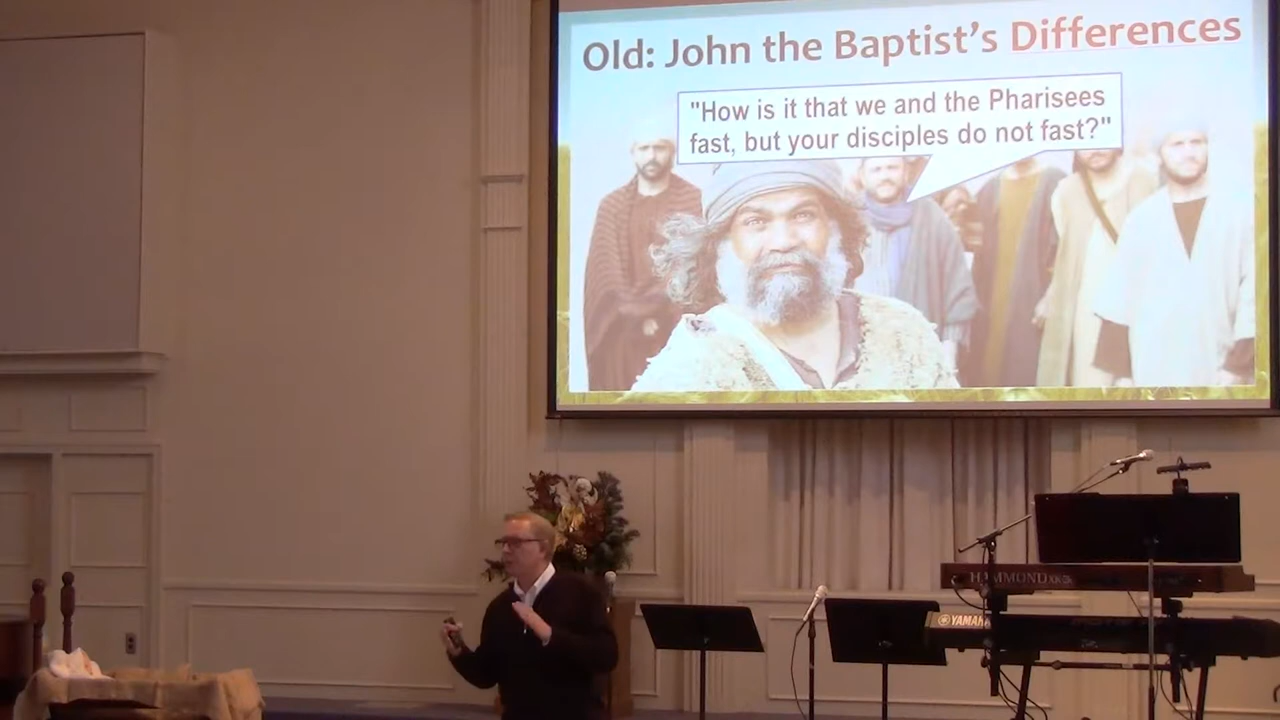 Old: John the Baptist's Differences
"How is it that we and the Pharisees
fast, but your disciples do not fast?"
HAMMOND
YAMAHA